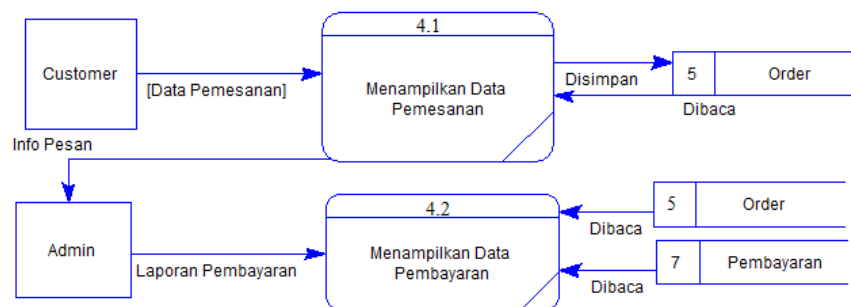 4.1
Customer
[Data Pemesanan]
Menampilkan Data
Pemesanan
Disimpan
5 Order
Dibaca
Info Pesan
4.2
Admin
Laporan Pembayaran
Menampilkan Data
Pembayaran
Dibaca
5 Order
7 Pembayaran
Dibaca